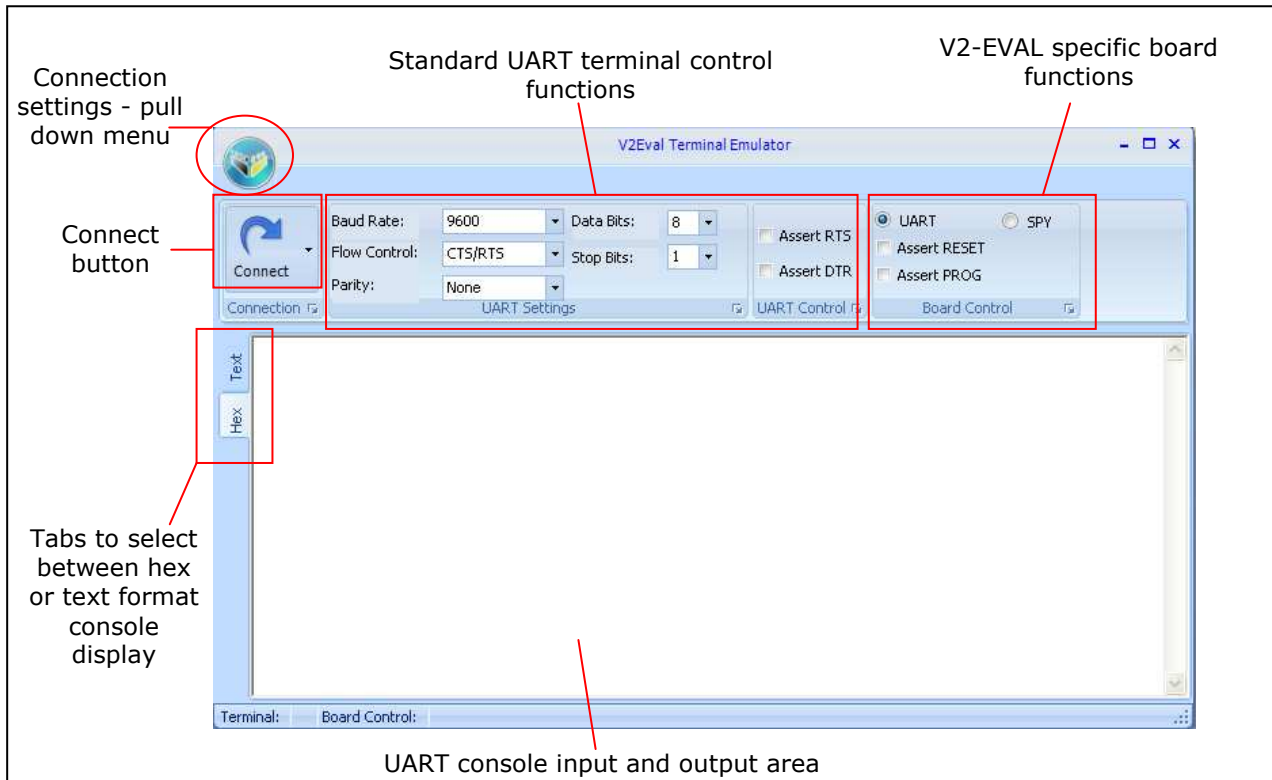 Connection
settings - pull
down menu
Standard UART terminal control
functions
V2-EVAL specific board
functions
V2Eval Terminal Emulator
Connect
button
Connect
Connection
Baud Rate: 9600 Data Bits: 8
Flow Control: CTS/RTS Stop Bits: 1
Parity: None
UART Settings
Assert RTS
Assert DTR
UART Control
UART SPY
Assert RESET
Assert PROG
Board Control
Text
Hex
Tabs to select
between hex
or text format
console
display
Terminal: Board Control:
UART console input and output area